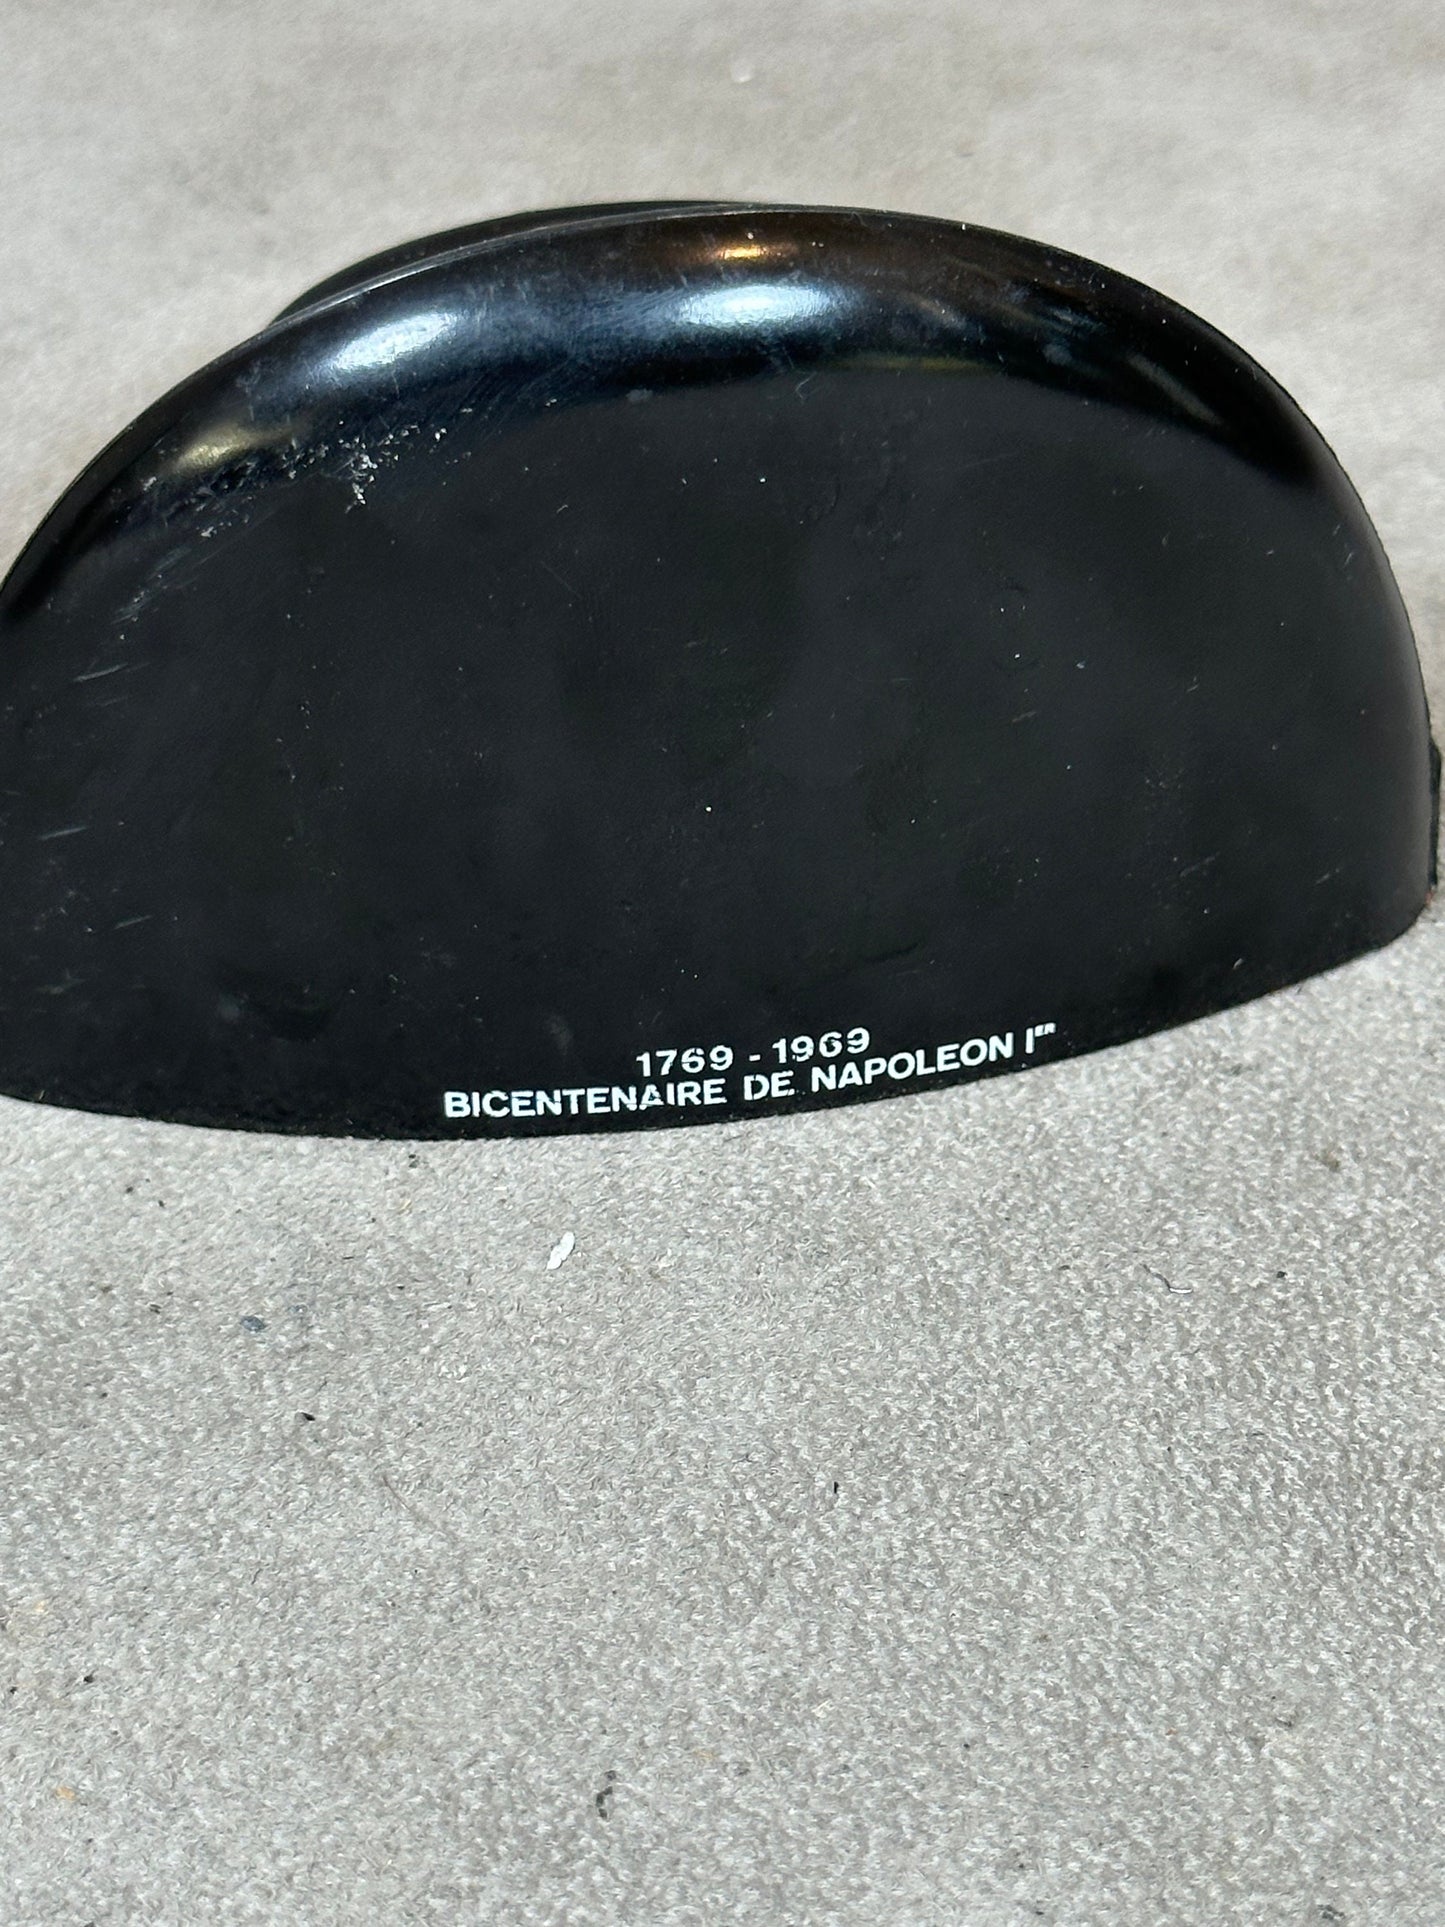 1769 - 1969
BICENTENAIRE DE NAPOLEON IER